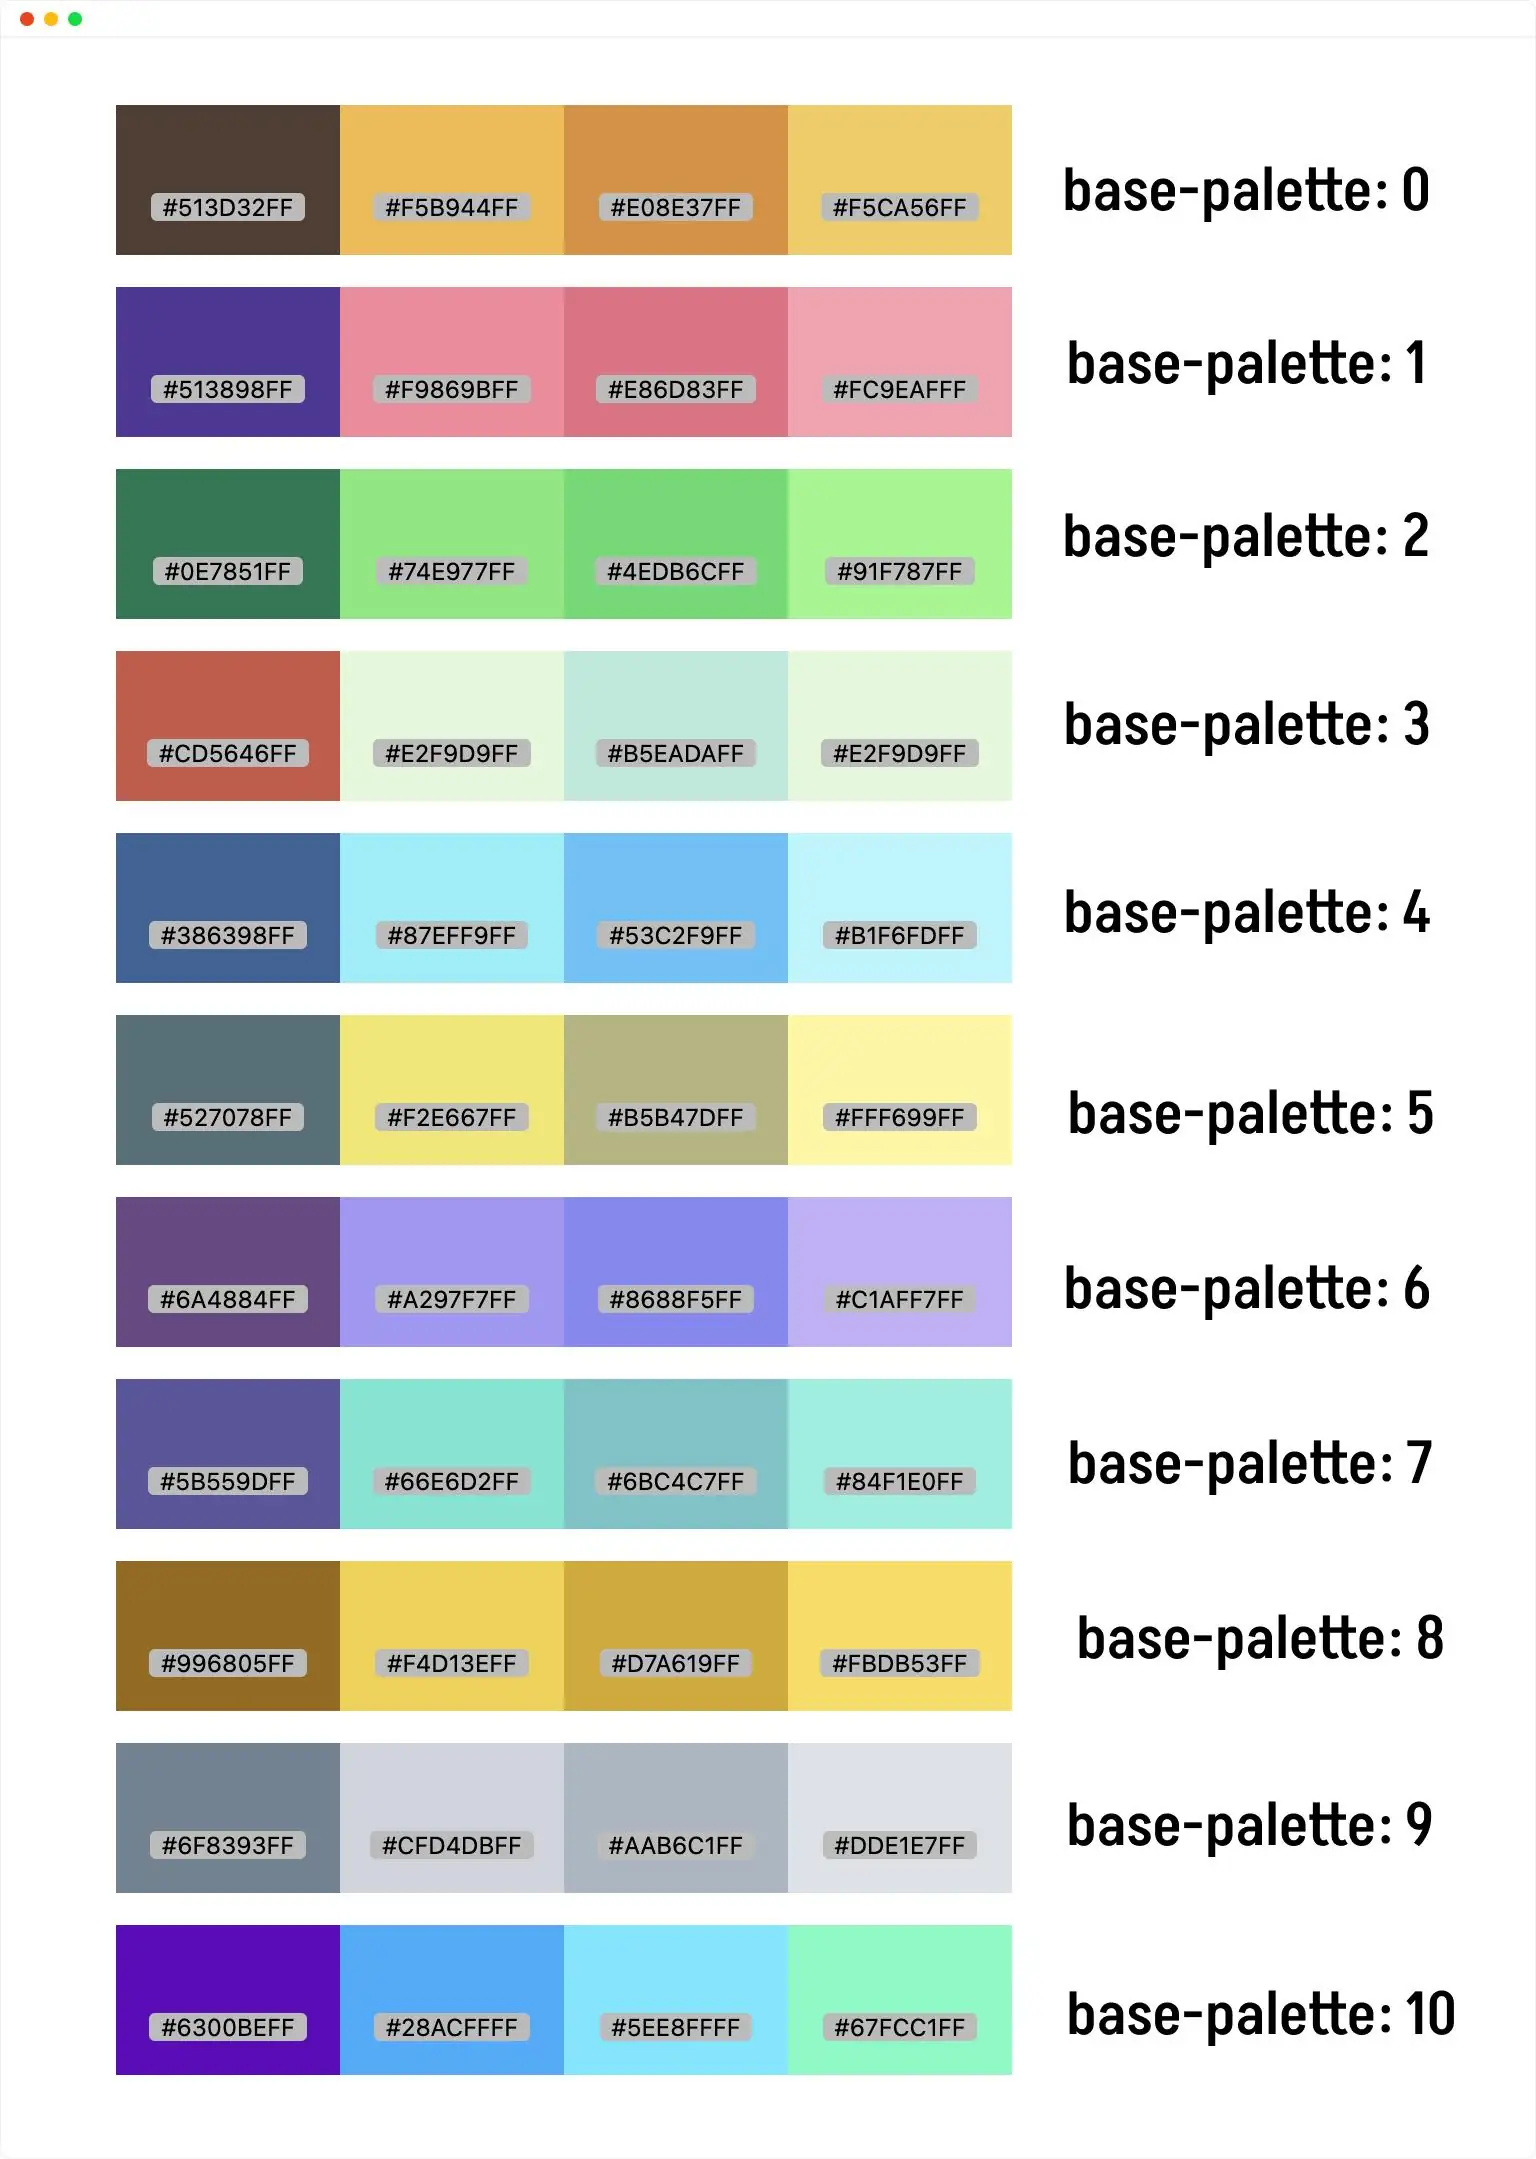 #513D32FF #F5B944FF #E08E37FF #F5CA56FF base-palette: 0
#513898FF #F9869BFF #E86D83FF #FC9EAFFF base-palette: 1
#0E7851FF #74E977FF #4EDB6CFF #91F787FF base-palette: 2
#CD5646FF #E2F9D9FF #B5EADAFF #E2F9D9FF base-palette: 3
#386398FF #87EFF9FF #53C2F9FF #B1F6FDFF base-palette: 4
#527078FF #F2E667FF #B5B47DFF #FFF699FF base-palette: 5
#6A4884FF #A297F7FF #8688F5FF #C1AFF7FF base-palette: 6
#5B559DFF #66E6D2FF #6BC4C7FF #84F1E0FF base-palette: 7
#996805FF #F4D13EFF #D7A619FF #FBDB53FF base-palette: 8
#6F8393FF #CFD4DBFF #AAB6C1FF #DDE1E7FF base-palette: 9
#6300BEFF #28ACFFFF #5EE8FFFF #67FCC1FF base-palette: 10